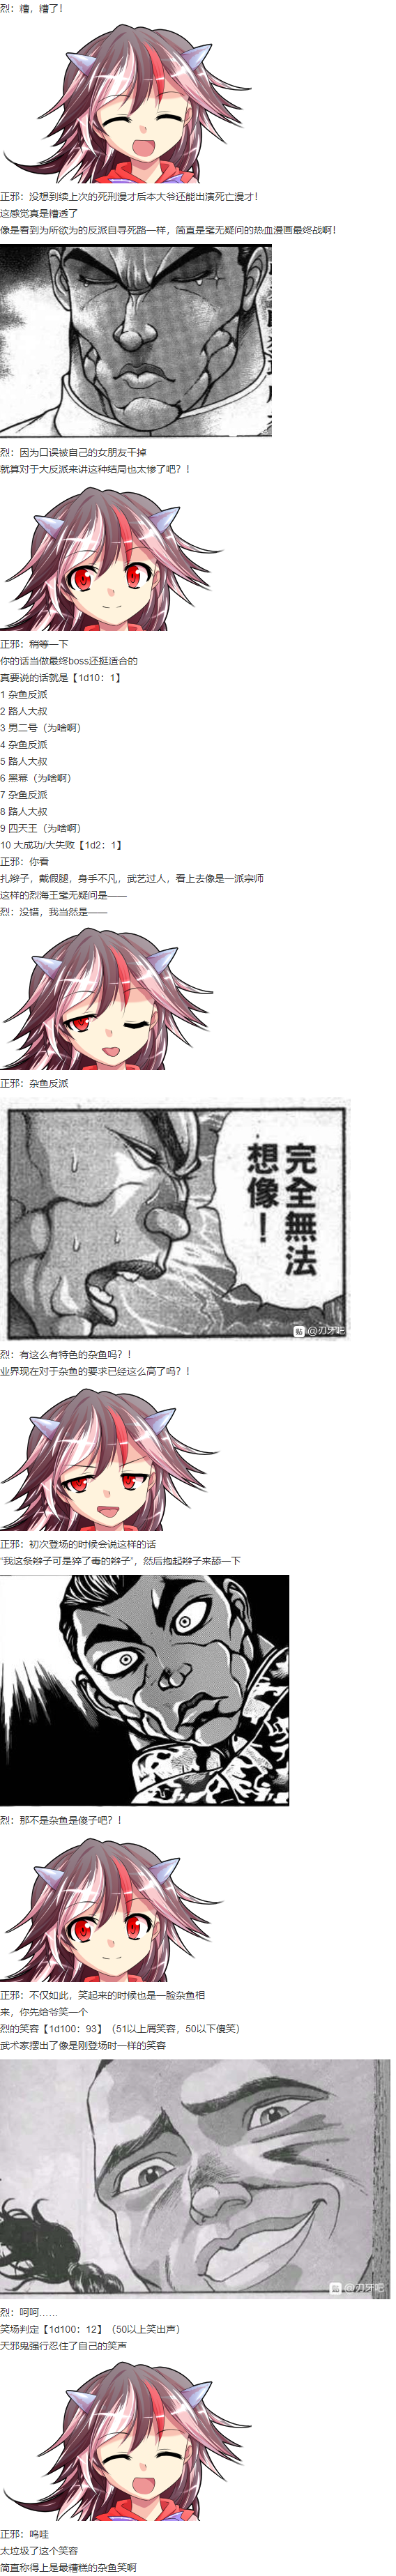 烈：糟，糟了！
正邪：没想到续上次的死刑漫才后本大爷还能出演死亡漫才！
这感觉真是糟透了
像是看到为所欲为的反派自寻死路一样，简直是毫无疑问的热血漫画最终战啊！
烈：因为口误被自己的女朋友干掉
就算对于大反派来讲这种结局也太惨了吧？！
正邪：稍等一下
你的话当做最终boss还挺适合的
真要说的话就是【1d10：1】
1 杂鱼反派
2 路人大叔
3 男二号（为啥啊）
4 杂鱼反派
5 路人大叔
6 黑幕（为啥啊）
7 杂鱼反派
8 路人大叔
9 四天王（为啥啊）
10 大成功/大失败【1d2：1】
正邪：你看
扎辫子，戴假腿，身手不凡，武艺过人，看上去像是一派宗师
这样的烈海王毫无疑问是——
烈：没错，我当然是——
正邪：杂鱼反派
完全無法
想像！
贴 @刃牙吧
烈：有这么有特色的杂鱼吗？！
业界现在对于杂鱼的要求已经这么高了吗？！
正邪：初次登场的时候会说这样的话
“我这条辫子可是猝了毒的辫子”，然后抱起辫子来舔一下
烈：那不是杂鱼是傻子吧？！
正邪：不仅如此，笑起来的时候也是一脸杂鱼相
来，你先给爷笑一个
烈的笑容【1d100：93】（51以上屑笑容，50以下傻笑）
武术家摆出了像是刚登场时一样的笑容
贴 @刃牙吧
烈：呵呵……
笑场判定【1d100：12】（50以上笑出声）
天邪鬼强行忍住了自己的笑声
正邪：呜哇
太垃圾了这个笑容
简直称得上是最糟糕的杂鱼笑啊